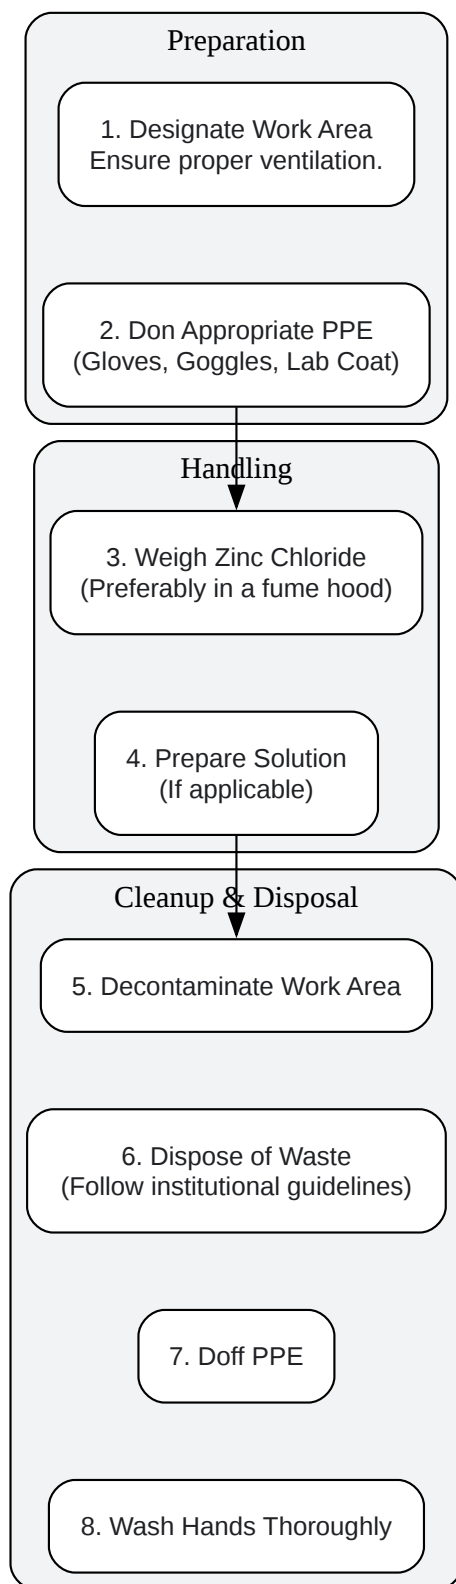 Preparation
1. Designate Work Area
Ensure proper ventilation.
2. Don Appropriate PPE
(Gloves, Goggles, Lab Coat)
Handling
3. Weigh Zinc Chloride
(Preferably in a fume hood)
4. Prepare Solution
(If applicable)
Cleanup & Disposal
5. Decontaminate Work Area
6. Dispose of Waste
(Follow institutional guidelines)
7. Doff PPE
8. Wash Hands Thoroughly